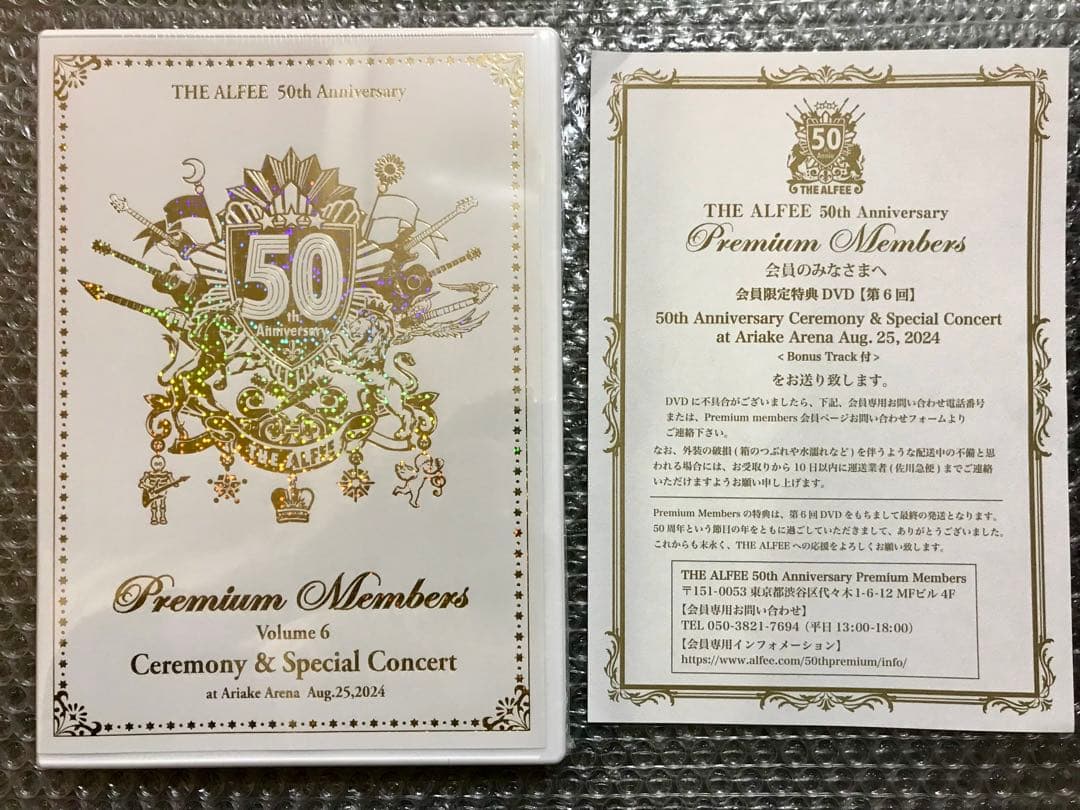 THE ALFEE 50th Anniversary
50
th
Anniversary
THE ALFEE
Premium Members
Volume 6
Ceremony & Special Concert
at Ariake Arena Aug.25,2024
50
THE ALFEE
THE ALFEE 50th Anniversary
Premium Members
会員のみなさまへ
会員限定特典 DVD【第6回】
50th Anniversary Ceremony & Special Concert
at Ariake Arena Aug. 25, 2024
< Bonus Track 付 >
をお送り致します。
DVD に不具合がございましたら、下記、会員専用お問い合わせ電話番号
または、Premium members 会員ページお問い合わせフォームより
ご連絡下さい。
なお、外装の破損 ( 箱のつぶれや水濡れなど ) を伴うような配送中の不備と思
われる場合には、お受取りから 10 日以内に運送業者 ( 佐川急便 ) までご連絡
いただけますようお願い申し上げます。
Premium Members の特典は、第 6 回 DVD をもちまして最終の発送となります。
50 周年という節目の年をともに過ごしていただきまして、ありがとうございました。
これからも末永く、THE ALFEE への応援をよろしくお願い致します。
THE ALFEE 50th Anniversary Premium Members
〒151-0053 東京都渋谷区代々木 1-6-12 MFビル 4F
【会員専用お問い合わせ】
TEL 050-3821-7694（平日 13:00-18:00）
【会員専用インフォメーション】
https://www.alfee.com/50thpremium/info/